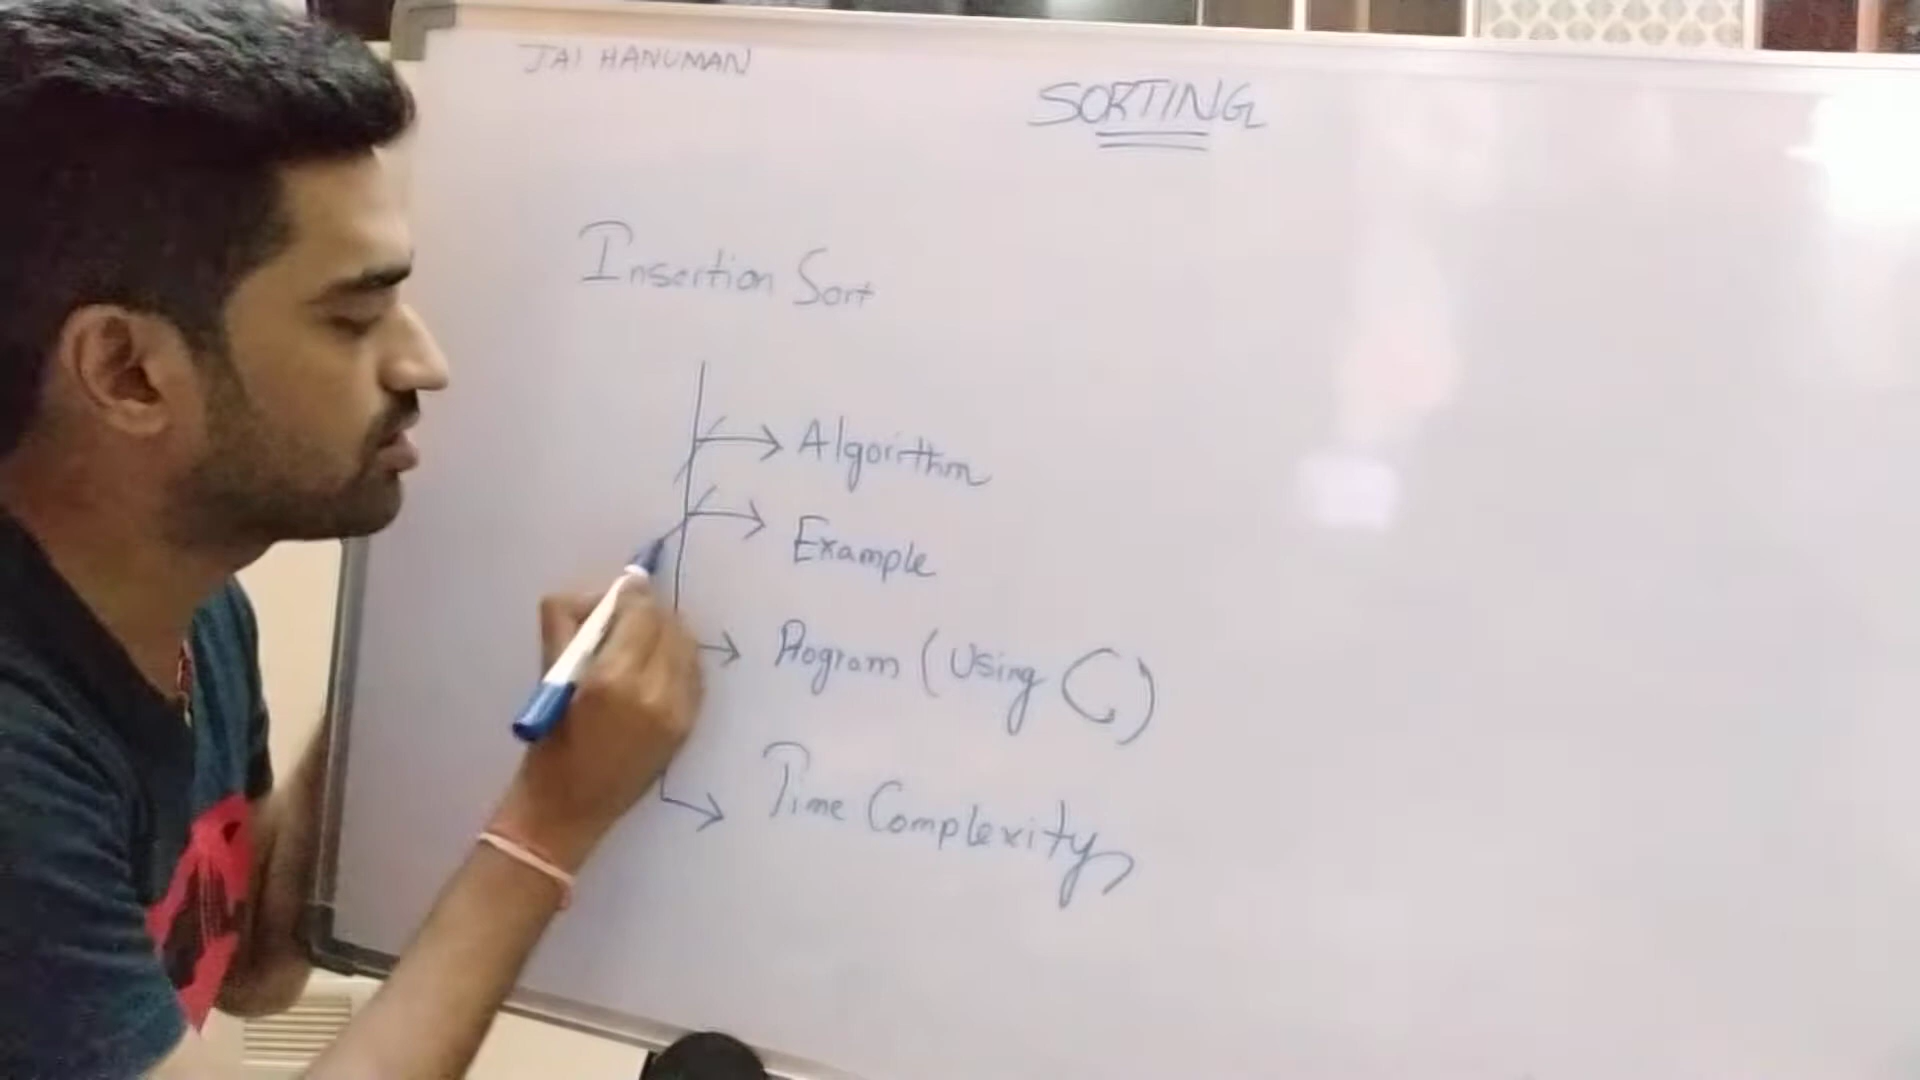 JAI HANUMAN
SORTING
Insertion Sort
Algorithm
Example
Program (Using C)
Time Complexity